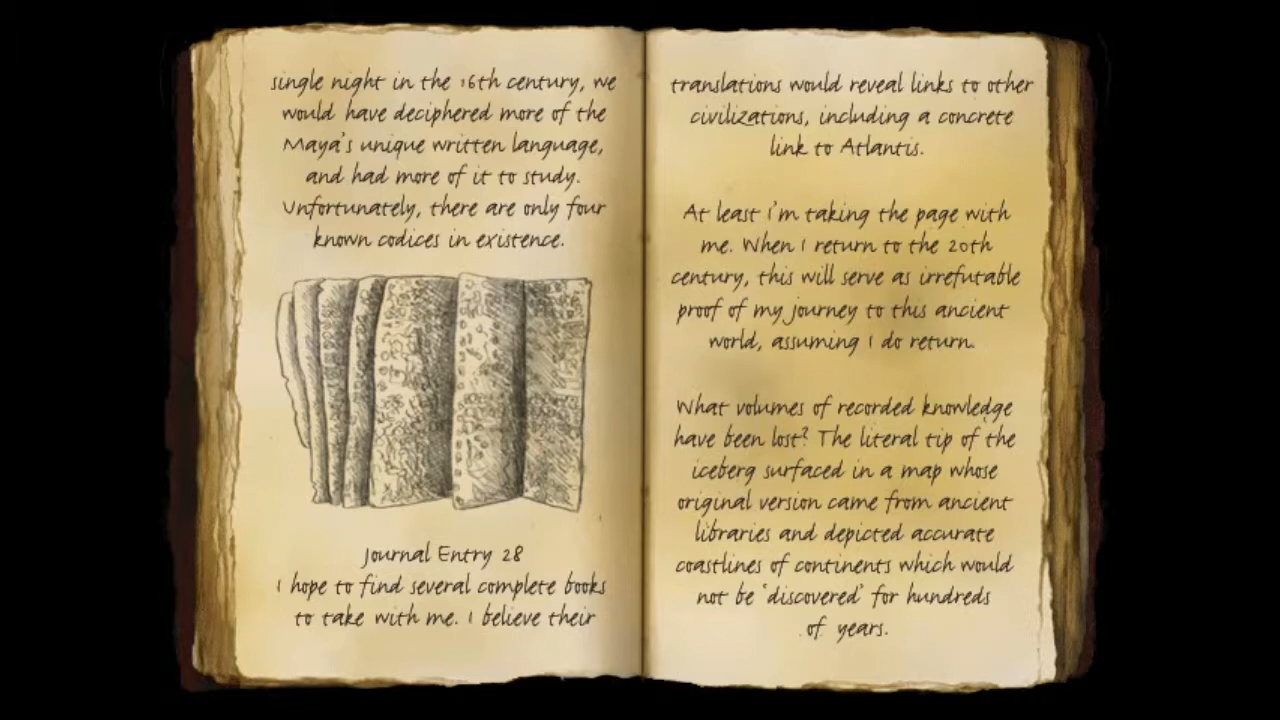 single night in the 16th century, we
would have deciphered more of the
Maya's unique written language,
and had more of it to study.
Unfortunately, there are only four
known codices in existence.
Journal Entry 28
I hope to find several complete books
to take with me. I believe their
translations would reveal links to other
civilizations, including a concrete
link to Atlantis.
At least I'm taking the page with
me. When I return to the 20th
century, this will serve as irrefutable
proof of my journey to this ancient
world, assuming I do return.
What volumes of recorded knowledge
have been lost? The literal tip of the
iceberg surfaced in a map whose
original version came from ancient
libraries and depicted accurate
coastlines of continents which would
not be 'discovered' for hundreds
of years.